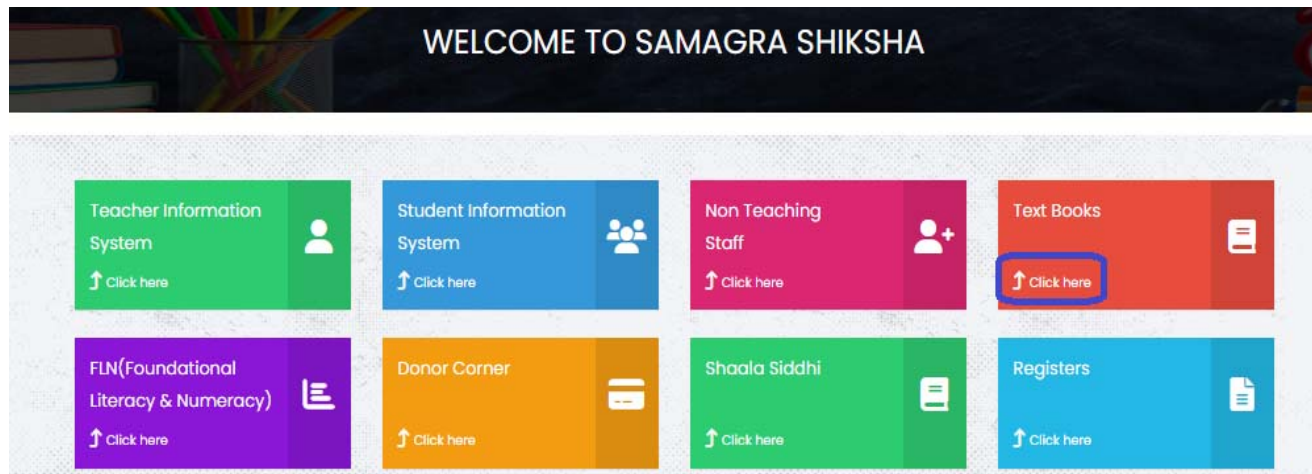 WELCOME TO SAMAGRA SHIKSHA
Teacher Information
System
Click here
Student Information
System
Click here
Non Teaching
Staff
Click here
Text Books
Click here
FLN(Foundational
Literacy & Numeracy)
Click here
Donor Corner
Click here
Shaala Siddhi
Click here
Registers
Click here